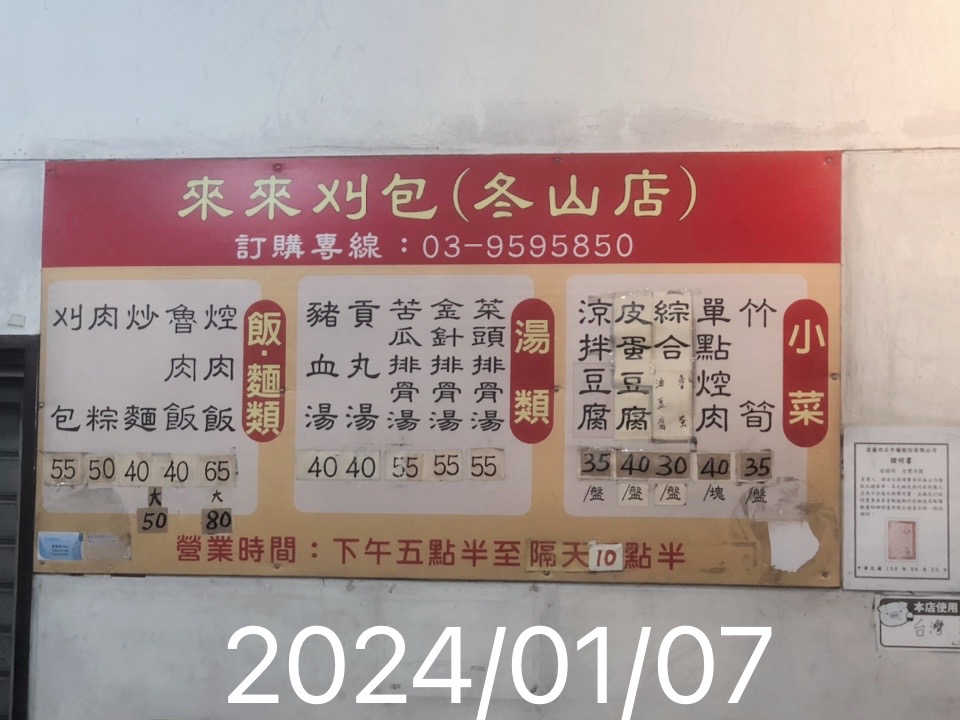 來來刈包(冬山店)
訂購專線：03-9595850
小菜
竹筍 35/盤
單點焢肉 40/塊
綜合 油豆腐 30/盤
皮蛋豆腐 40/盤
涼拌豆腐 35/盤
湯類
菜頭排骨湯 55
金針排骨湯 55
苦瓜排骨湯 55
貢丸湯 40
豬血湯 40
飯·麵類
焢肉飯 65 大80
魯肉飯 40
炒麵 40 大50
肉粽 50
刈包 55
營業時間：下午五點半至隔天10點半
證明書
本店使用
台灣
2024/01/07